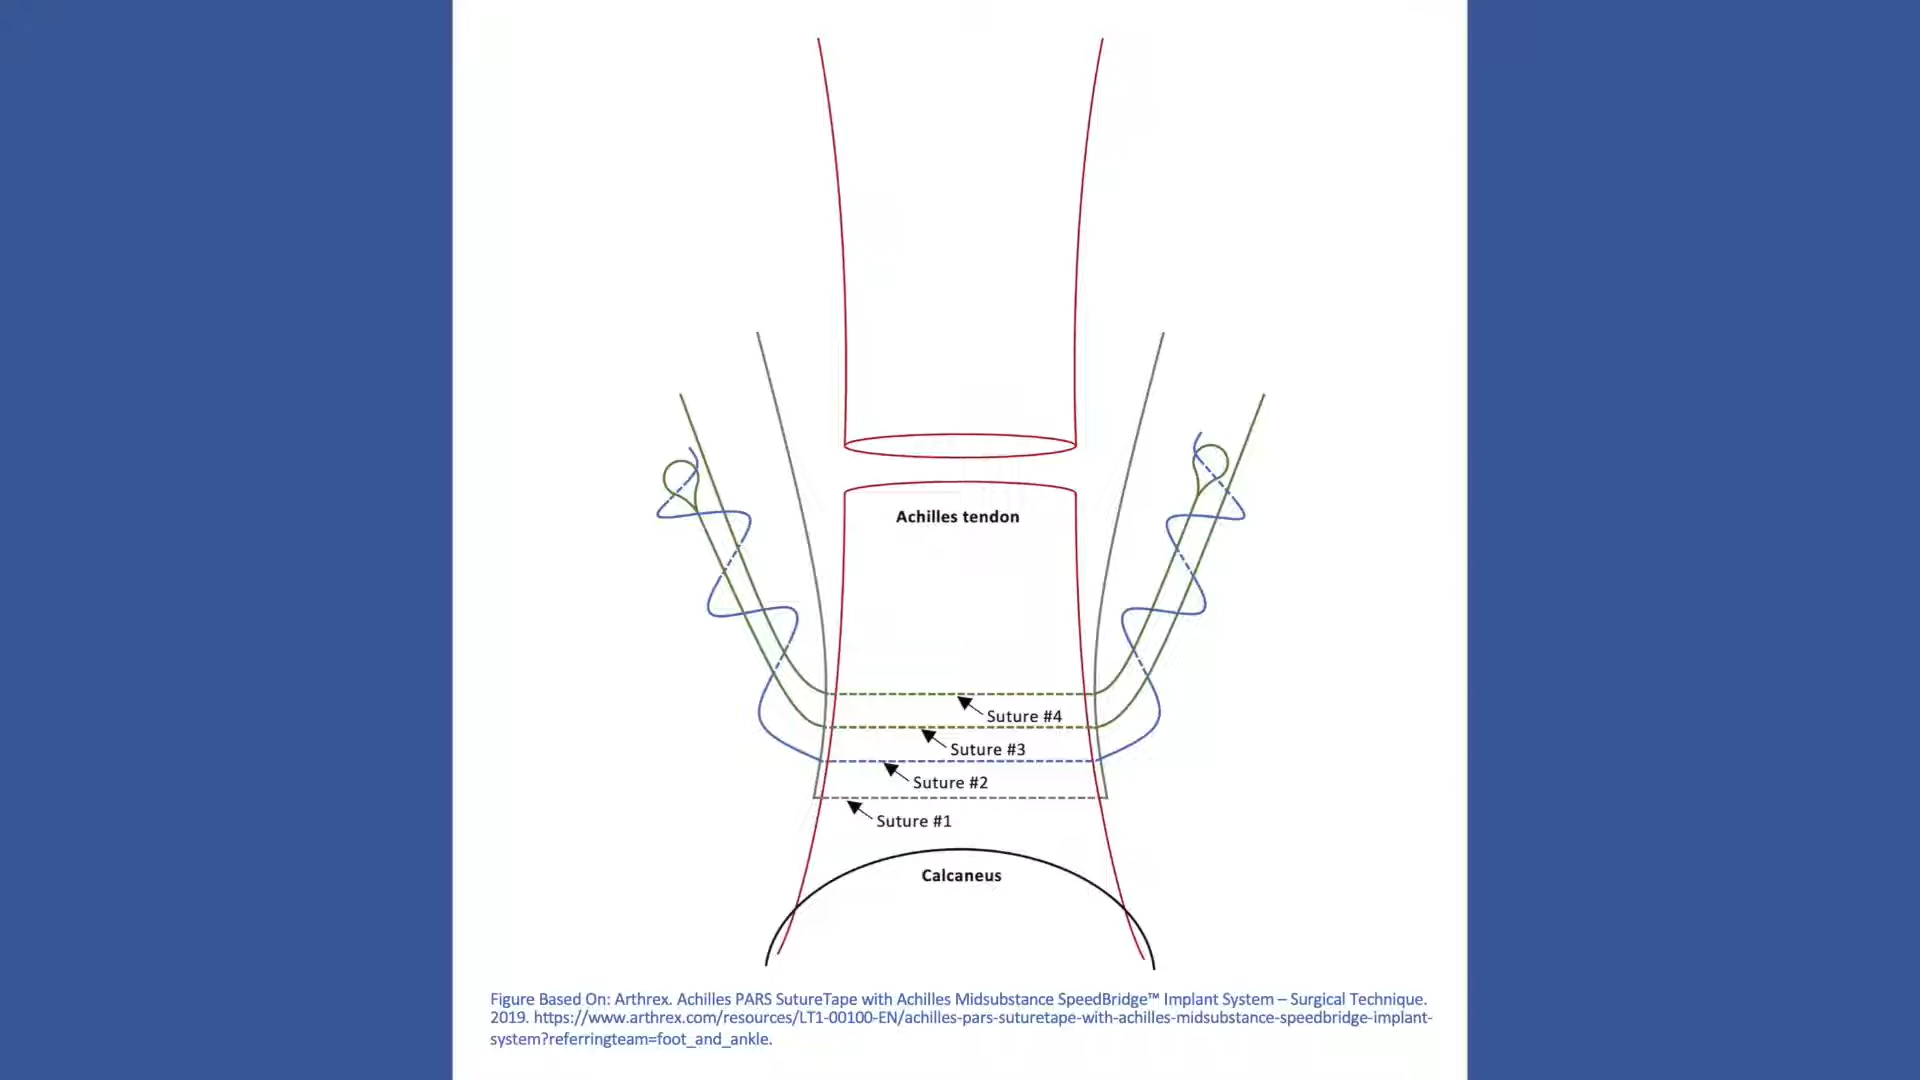 Achilles tendon
Suture #4
Suture #3
Suture #2
Suture #1
Calcaneus
Figure Based On: Arthrex. Achilles PARS SutureTape with Achilles Midsubstance SpeedBridge™ Implant System – Surgical Technique.
2019. https://www.arthrex.com/resources/LT1-00100-EN/achilles-pars-suturetape-with-achilles-midsubstance-speedbridge-implant-
system?referringteam=foot_and_ankle.